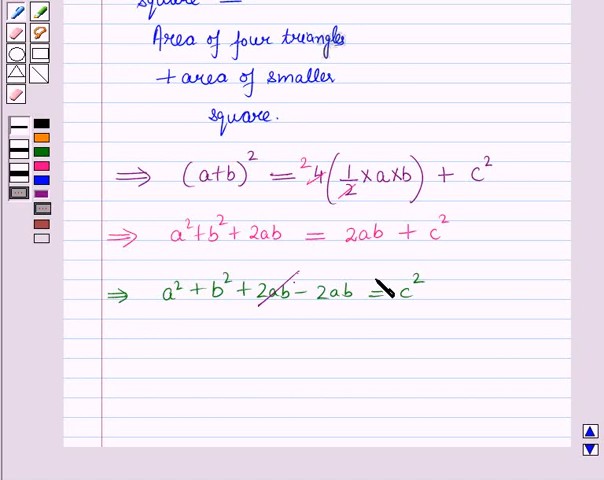 square =
Area of four triangles
+ area of smaller
square.
⟹ (a+b)² = ²4(1/2 × a × b) + c²
⟹ a² + b² + 2ab = 2ab + c²
⟹ a² + b² + 2ab − 2ab = c²